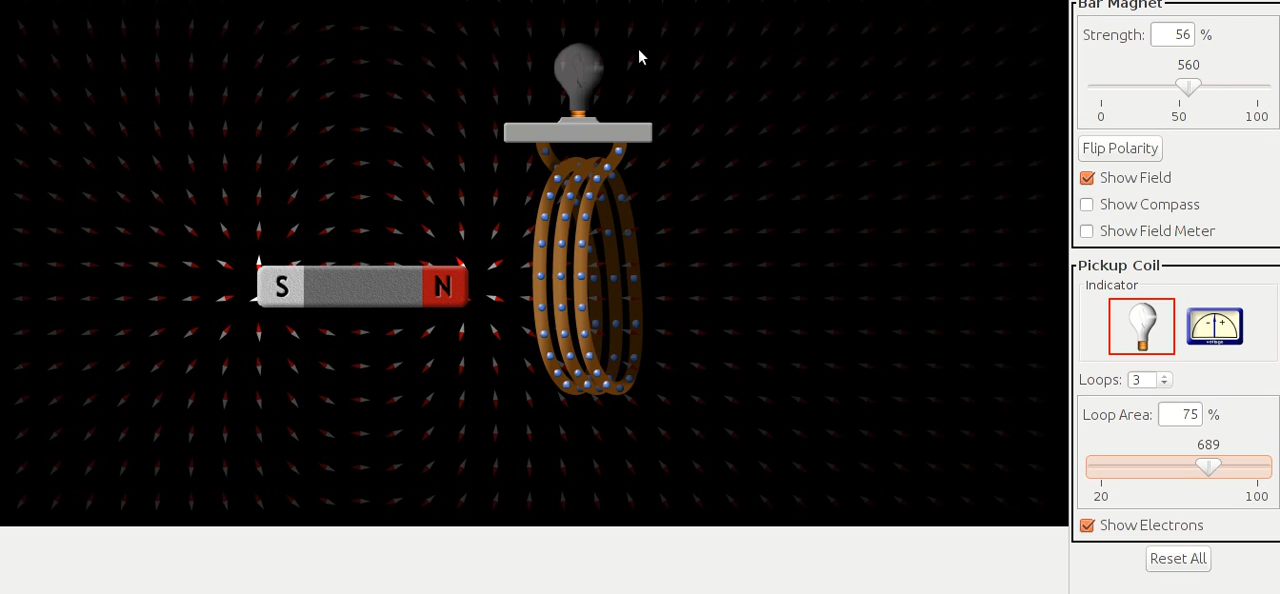 Bar Magnet
Strength: 56 %
560
0 50 100
Flip Polarity
Show Field
Show Compass
Show Field Meter
Pickup Coil
Indicator
- +
voltage
Loops: 3
Loop Area: 75 %
689
20 100
Show Electrons
Reset All
S N